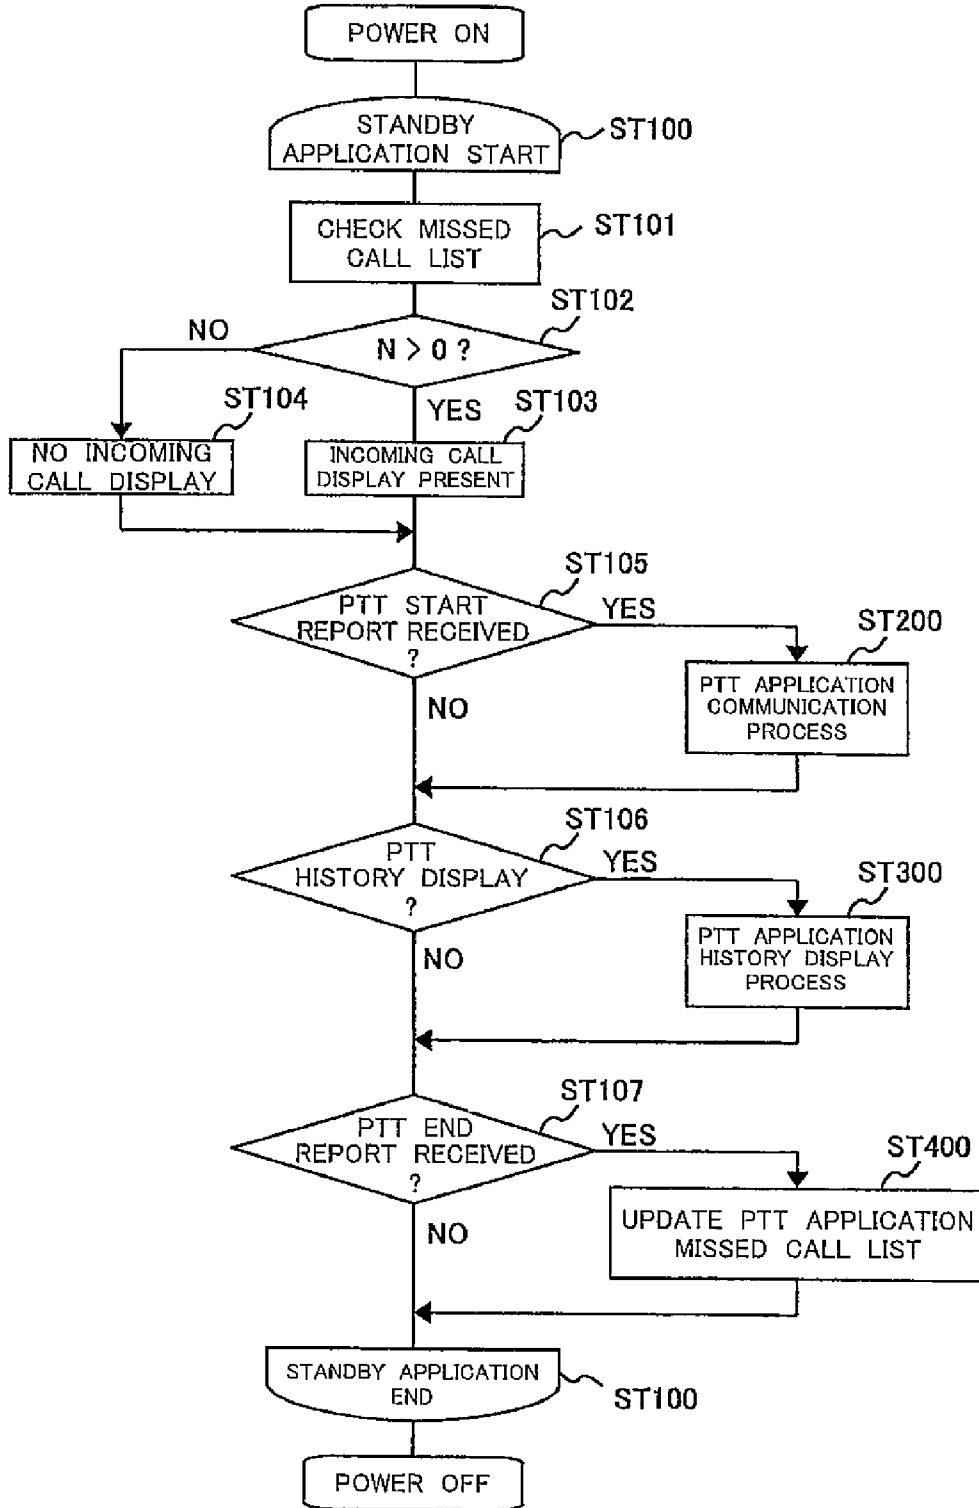 POWER ON
STANDBY
APPLICATION START
ST100
CHECK MISSED
CALL LIST
ST101
ST102
N > 0 ?
NO
YES
ST104
NO INCOMING
CALL DISPLAY
ST103
INCOMING CALL
DISPLAY PRESENT
ST105
PTT START
REPORT RECEIVED
?
YES
NO
ST200
PTT APPLICATION
COMMUNICATION
PROCESS
ST106
PTT
HISTORY DISPLAY
?
YES
NO
ST300
PTT APPLICATION
HISTORY DISPLAY
PROCESS
ST107
PTT END
REPORT RECEIVED
?
YES
NO
ST400
UPDATE PTT APPLICATION
MISSED CALL LIST
STANDBY APPLICATION
END
ST100
POWER OFF